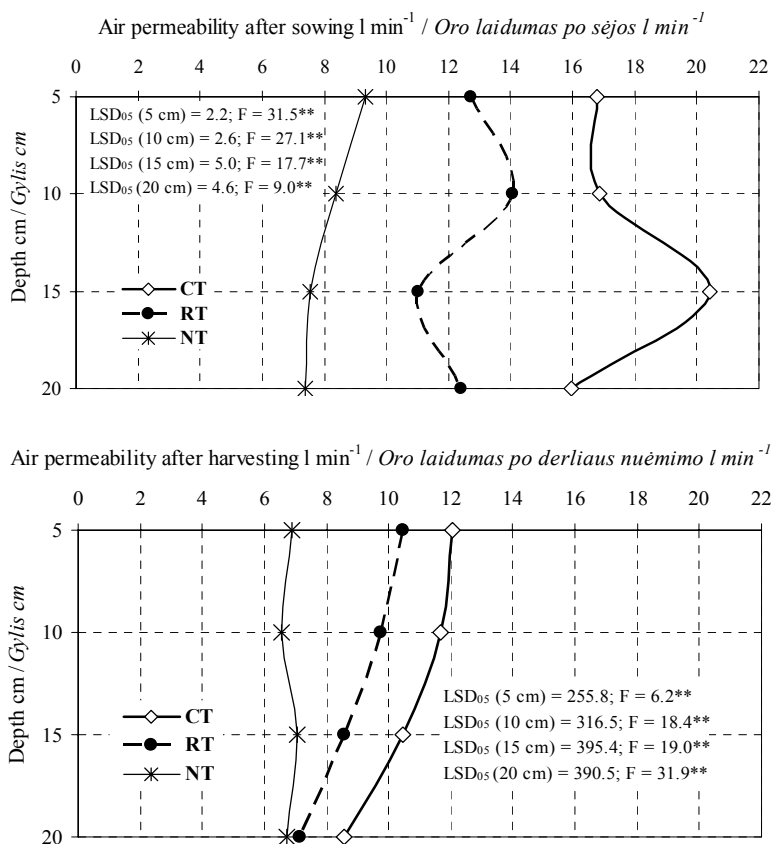 Air permeability after sowing l min⁻¹ / Oro laidumas po sėjos l min⁻¹
0 2 4 6 8 10 12 14 16 18 20 22
5
LSD₀₅ (5 cm) = 2.2; F = 31.5**
LSD₀₅ (10 cm) = 2.6; F = 27.1**
LSD₀₅ (15 cm) = 5.0; F = 17.7**
LSD₀₅ (20 cm) = 4.6; F = 9.0**
10
15
20
Depth cm / Gylis cm
CT
RT
NT
Air permeability after harvesting l min⁻¹ / Oro laidumas po derliaus nuėmimo l min⁻¹
0 2 4 6 8 10 12 14 16 18 20 22
5
10
15
20
Depth cm / Gylis cm
CT
RT
NT
LSD₀₅ (5 cm) = 255.8; F = 6.2**
LSD₀₅ (10 cm) = 316.5; F = 18.4**
LSD₀₅ (15 cm) = 395.4; F = 19.0**
LSD₀₅ (20 cm) = 390.5; F = 31.9**